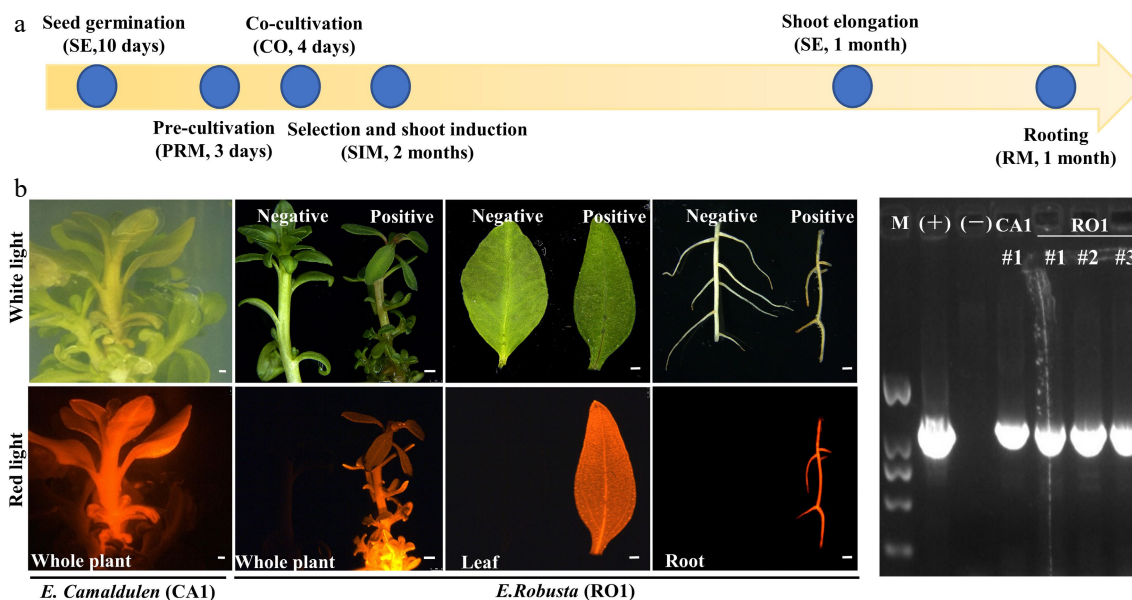 a
Seed germination
(SE,10 days)
Co-cultivation
(CO, 4 days)
Shoot elongation
(SE, 1 month)
Pre-cultivation
(PRM, 3 days)
Selection and shoot induction
(SIM, 2 months)
Rooting
(RM, 1 month)
b
White light
Negative Positive
Negative Positive
Negative Positive
Red light
Whole plant
Whole plant
Leaf
Root
E. Camaldulen (CA1)
E.Robusta (RO1)
M (+) (−) CA1 RO1
#1 #1 #2 #3